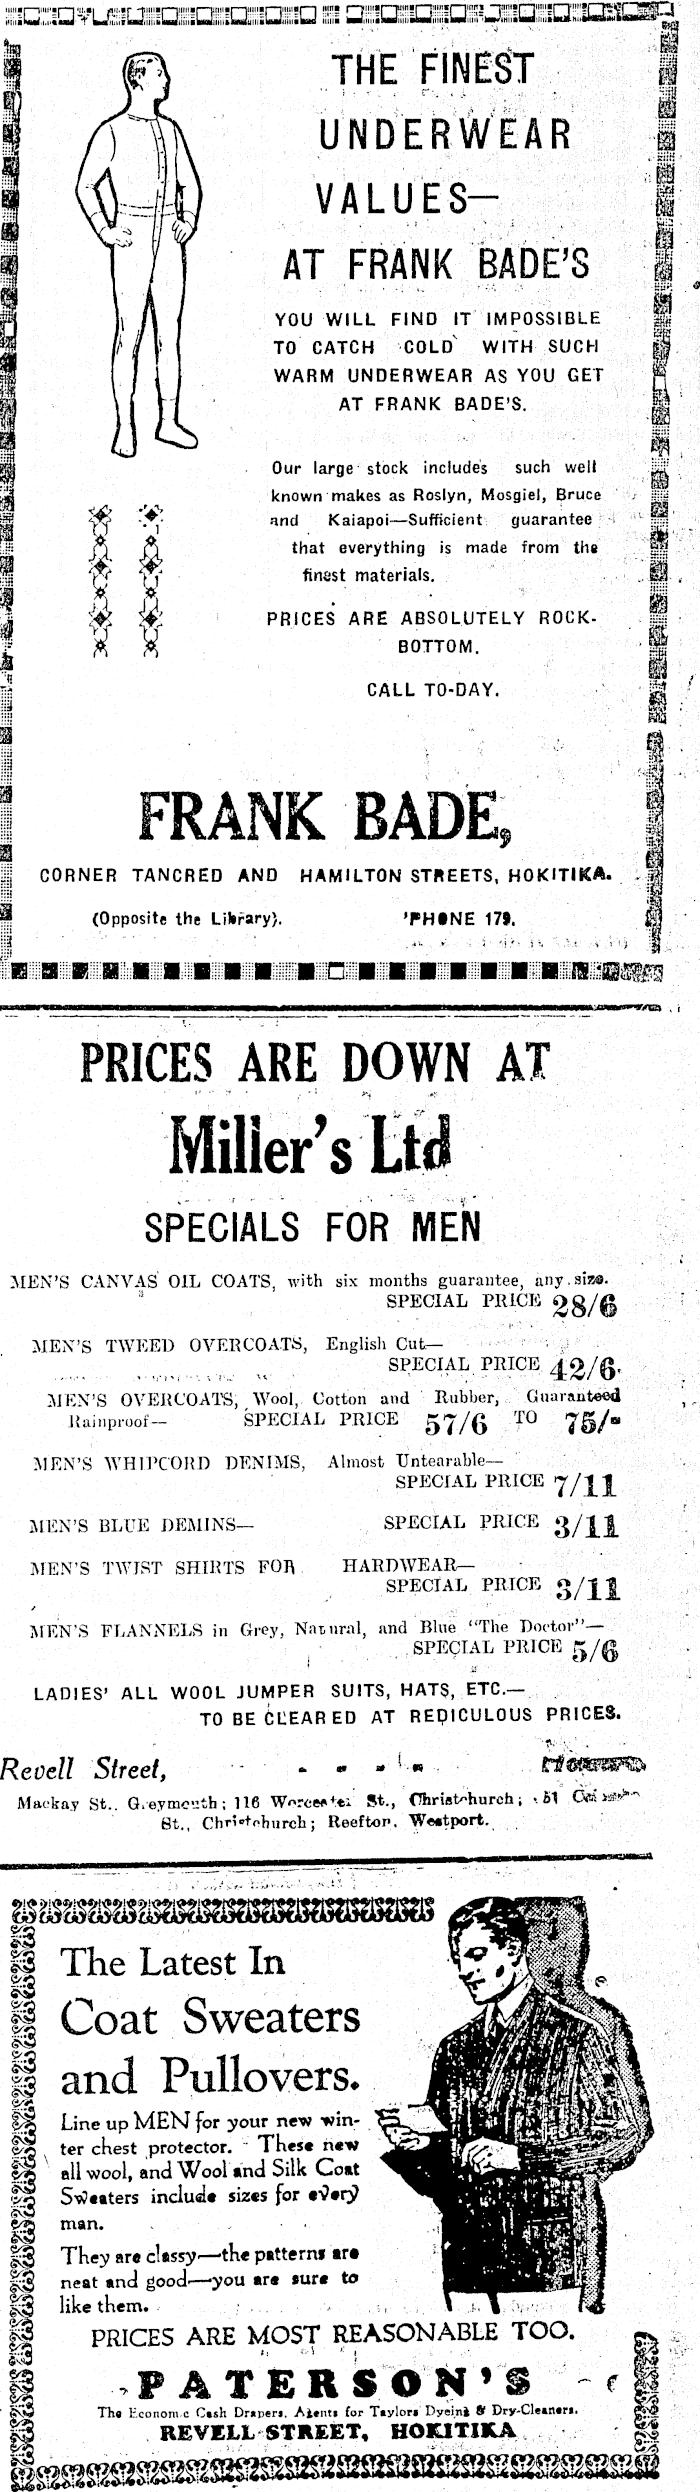 THE FINEST
UNDERWEAR
VALUES—
AT FRANK BADE'S
YOU WILL FIND IT IMPOSSIBLE
TO CATCH COLD WITH SUCH
WARM UNDERWEAR AS YOU GET
AT FRANK BADE'S.
Our large stock includes such well
known makes as Roslyn, Mosgiel, Bruce
and Kaiapoi—Sufficient guarantee
that everything is made from the
finest materials.
PRICES ARE ABSOLUTELY ROCK-
BOTTOM.
CALL TO-DAY.
FRANK BADE,
CORNER TANCRED AND HAMILTON STREETS, HOKITIKA.
(Opposite the Library). 'PHONE 179.
PRICES ARE DOWN AT
Miller's Ltd
SPECIALS FOR MEN
MEN'S CANVAS OIL COATS, with six months guarantee, any size.
SPECIAL PRICE 28/6
MEN'S TWEED OVERCOATS, English Cut—
SPECIAL PRICE 42/6.
MEN'S OVERCOATS, Wool, Cotton and Rubber, Guaranteed
Rainproof— SPECIAL PRICE 57/6 TO 75/-
MEN'S WHIPCORD DENIMS, Almost Untearable—
SPECIAL PRICE 7/11
MEN'S BLUE DEMINS— SPECIAL PRICE 3/11
MEN'S TWIST SHIRTS FOR HARDWEAR—
SPECIAL PRICE 3/11
MEN'S FLANNELS in Grey, Natural, and Blue "The Doctor"—
SPECIAL PRICE 5/6
LADIES' ALL WOOL JUMPER SUITS, HATS, ETC.—
TO BE CLEARED AT REDICULOUS PRICES.
Revell Street, - - - -
Mackay St., Greymouth; 116 Worcester St., Christchurch; 51
St., Christchurch; Reefton, Westport.
The Latest In
Coat Sweaters
and Pullovers.
Line up MEN for your new win-
ter chest protector. These new
all wool, and Wool and Silk Coat
Sweaters include sizes for every
man.
They are classy—the patterns are
neat and good—you are sure to
like them.
PRICES ARE MOST REASONABLE TOO.
PATERSON'S
The Economic Cash Drapers. Agents for Taylors Dyeing & Dry-Cleaners.
REVELL STREET, HOKITIKA